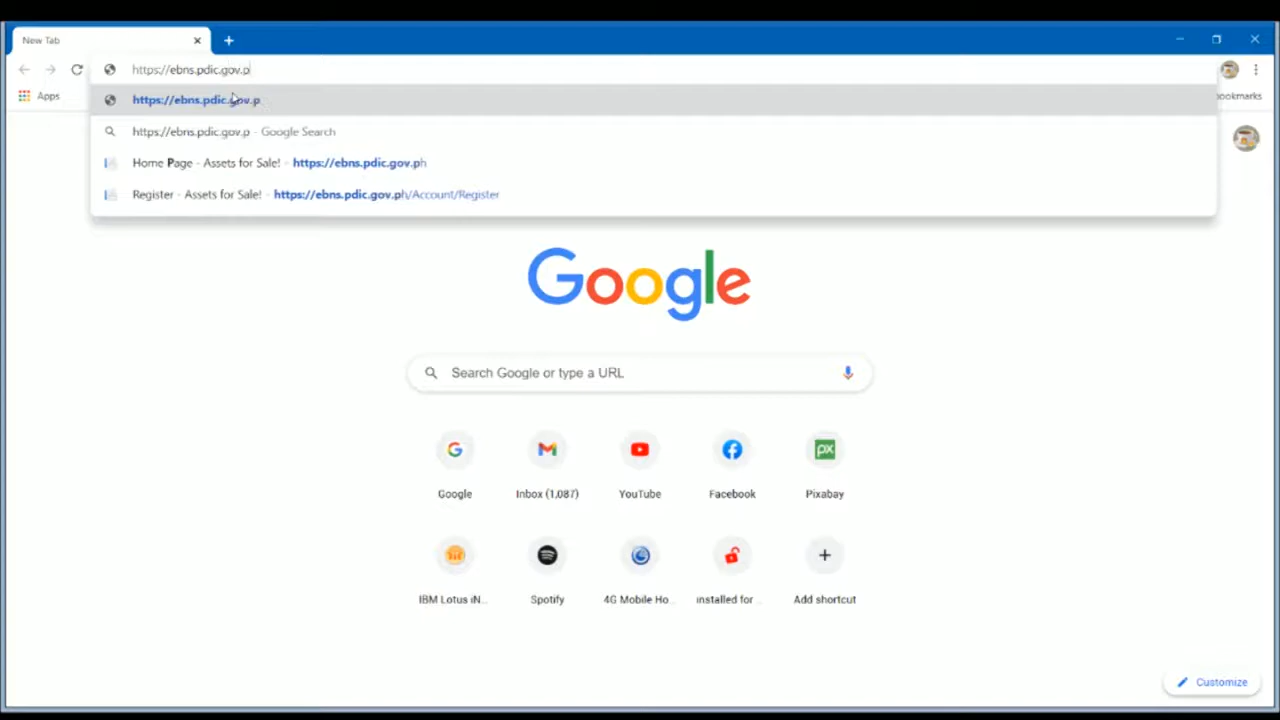 New Tab
https://ebns.pdic.gov.p
Apps
ookmarks
https://ebns.pdic.gov.p
https://ebns.pdic.gov.p - Google Search
Home Page - Assets for Sale! - https://ebns.pdic.gov.ph
Register - Assets for Sale! - https://ebns.pdic.gov.ph/Account/Register
Google
Search Google or type a URL
Google
Inbox (1,087)
YouTube
Facebook
Pixabay
IBM Lotus iN...
Spotify
4G Mobile Ho...
installed for ...
Add shortcut
Customize